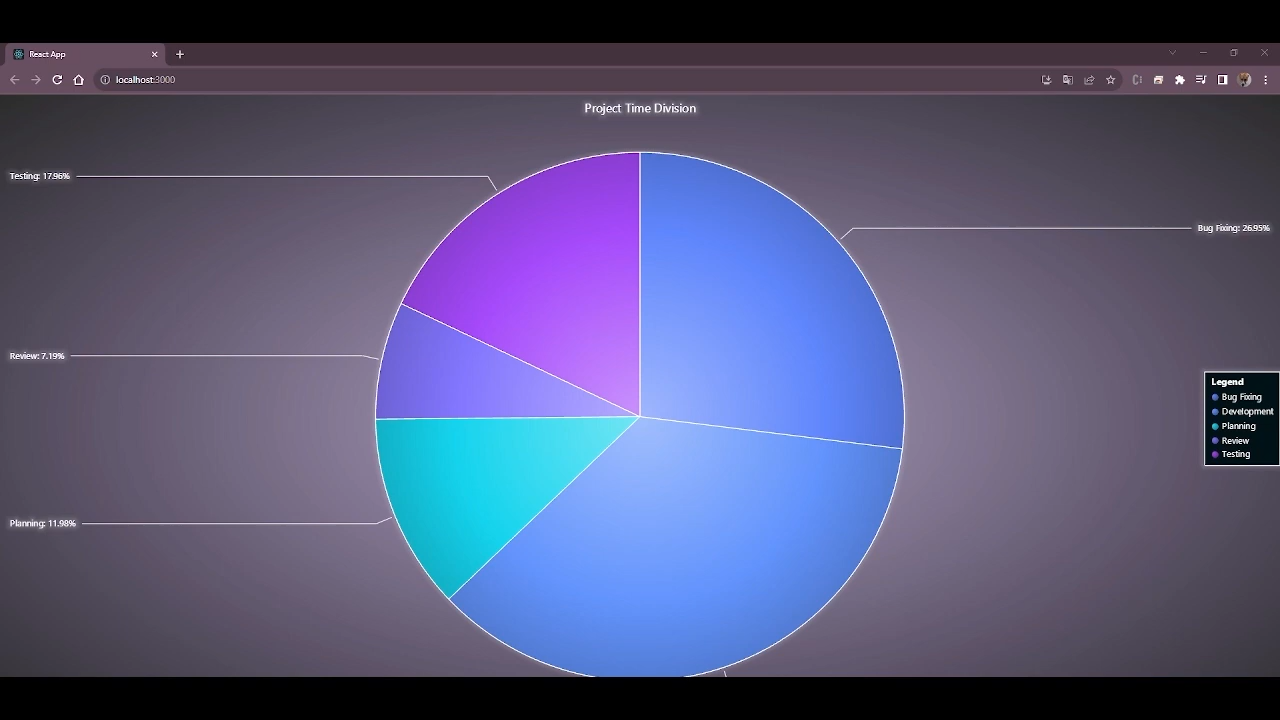 React App
localhost:3000
Project Time Division
Testing: 17.96%
Bug Fixing: 26.95%
Review: 7.19%
Legend
Bug Fixing
Development
Planning
Review
Testing
Planning: 11.98%